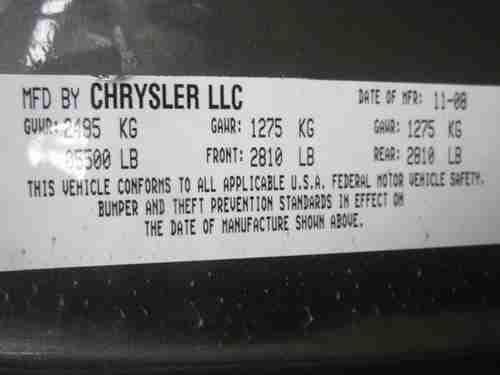 MFD BY CHRYSLER LLC DATE OF MFR: 11-08
GVWR: 2495 KG GAWR: 1275 KG GAWR: 1275 KG
05500 LB FRONT: 2810 LB REAR: 2810 LB
THIS VEHICLE CONFORMS TO ALL APPLICABLE U.S.A. FEDERAL MOTOR VEHICLE SAFETY,
BUMPER AND THEFT PREVENTION STANDARDS IN EFFECT ON
THE DATE OF MANUFACTURE SHOWN ABOVE.